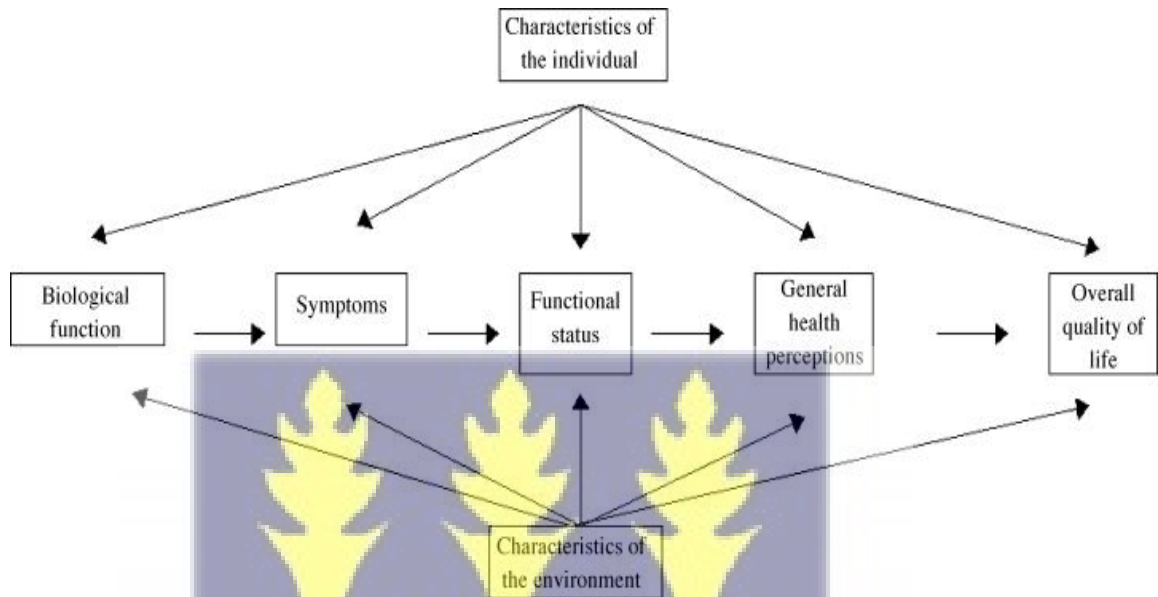 Characteristics of
the individual
Biological
function
Symptoms
Functional
status
General
health
perceptions
Overall
quality of
life
Characteristics of
the environment